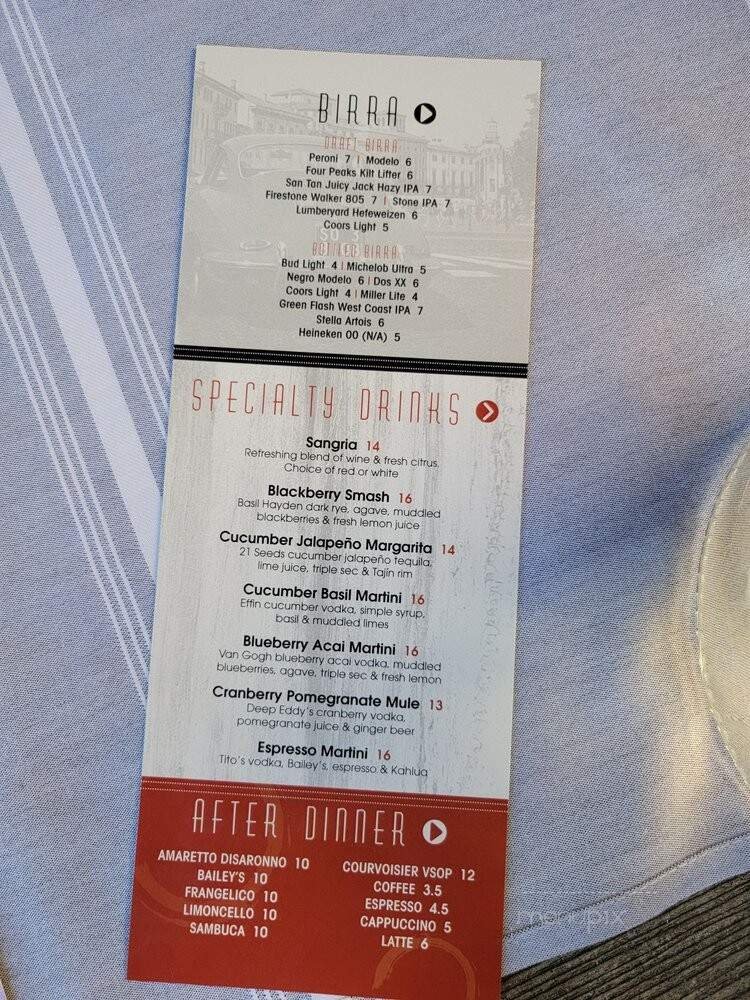 BIRRA
DRAFT BIRRA
Peroni 7 | Modelo 6
Four Peaks Kilt Lifter 6
San Tan Juicy Jack Hazy IPA 7
Firestone Walker 805 7 | Stone IPA 7
Lumberyard Hefeweizen 6
Coors Light 5
BOTTLED BIRRA
Bud Light 4 | Michelob Ultra 5
Negro Modelo 6 | Dos XX 6
Coors Light 4 | Miller Lite 4
Green Flash West Coast IPA 7
Stella Artois 6
Heineken 00 (N/A) 5
SPECIALTY DRINKS
Sangria 14
Refreshing blend of wine & fresh citrus.
Choice of red or white
Blackberry Smash 16
Basil Hayden dark rye, agave, muddled
blackberries & fresh lemon juice
Cucumber Jalapeño Margarita 14
21 Seeds cucumber jalapeño tequila,
lime juice, triple sec & Tajín rim
Cucumber Basil Martini 16
Effin cucumber vodka, simple syrup,
basil & muddled limes
Blueberry Acai Martini 16
Van Gogh blueberry acai vodka, muddled
blueberries, agave, triple sec & fresh lemon
Cranberry Pomegranate Mule 13
Deep Eddy's cranberry vodka,
pomegranate juice & ginger beer
Espresso Martini 16
Tito's vodka, Bailey's, espresso & Kahlua
AFTER DINNER
AMARETTO DISARONNO 10
BAILEY'S 10
FRANGELICO 10
LIMONCELLO 10
SAMBUCA 10
COURVOISIER VSOP 12
COFFEE 3.5
ESPRESSO 4.5
CAPPUCCINO 5
LATTE 6
menupix